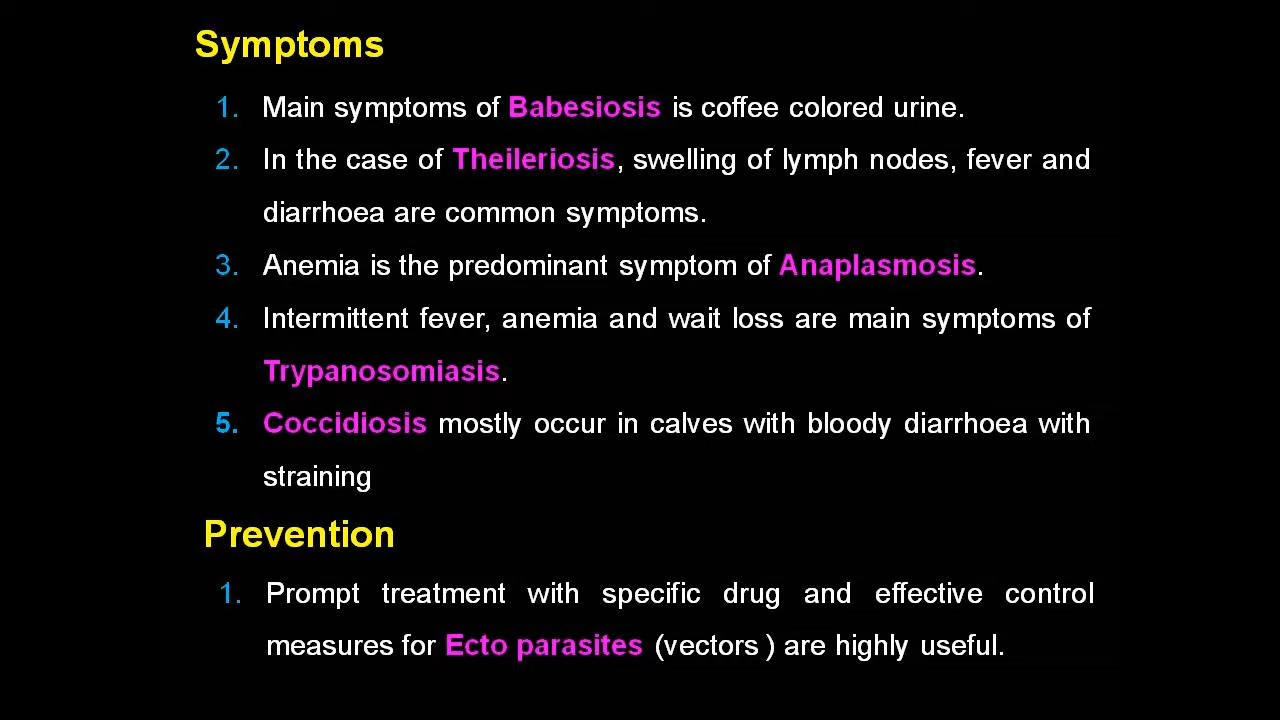 Symptoms
1. Main symptoms of Babesiosis is coffee colored urine.
2. In the case of Theileriosis, swelling of lymph nodes, fever and
diarrhoea are common symptoms.
3. Anemia is the predominant symptom of Anaplasmosis.
4. Intermittent fever, anemia and wait loss are main symptoms of
Trypanosomiasis.
5. Coccidiosis mostly occur in calves with bloody diarrhoea with
straining
Prevention
1. Prompt treatment with specific drug and effective control
measures for Ecto parasites (vectors ) are highly useful.